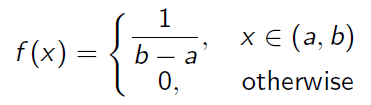 f(x) = { 1/(b − a), x ∈ (a, b)
0, otherwise